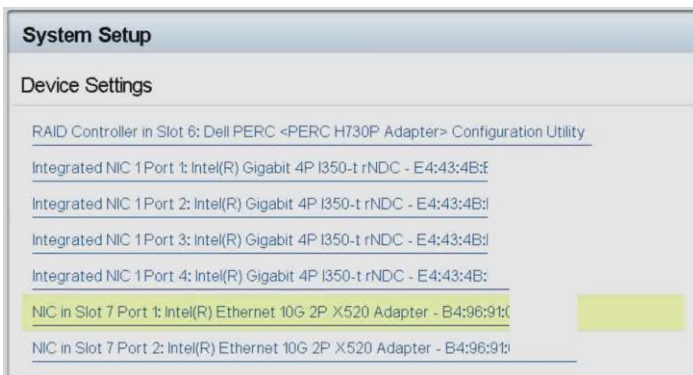 System Setup
Device Settings
RAID Controller in Slot 6: Dell PERC <PERC H730P Adapter> Configuration Utility
Integrated NIC 1 Port 1: Intel(R) Gigabit 4P I350-t rNDC - E4:43:4B:
Integrated NIC 1 Port 2: Intel(R) Gigabit 4P I350-t rNDC - E4:43:4B:
Integrated NIC 1 Port 3: Intel(R) Gigabit 4P I350-t rNDC - E4:43:4B:
Integrated NIC 1 Port 4: Intel(R) Gigabit 4P I350-t rNDC - E4:43:4B:
NIC in Slot 7 Port 1: Intel(R) Ethernet 10G 2P X520 Adapter - B4:96:91:
NIC in Slot 7 Port 2: Intel(R) Ethernet 10G 2P X520 Adapter - B4:96:91: